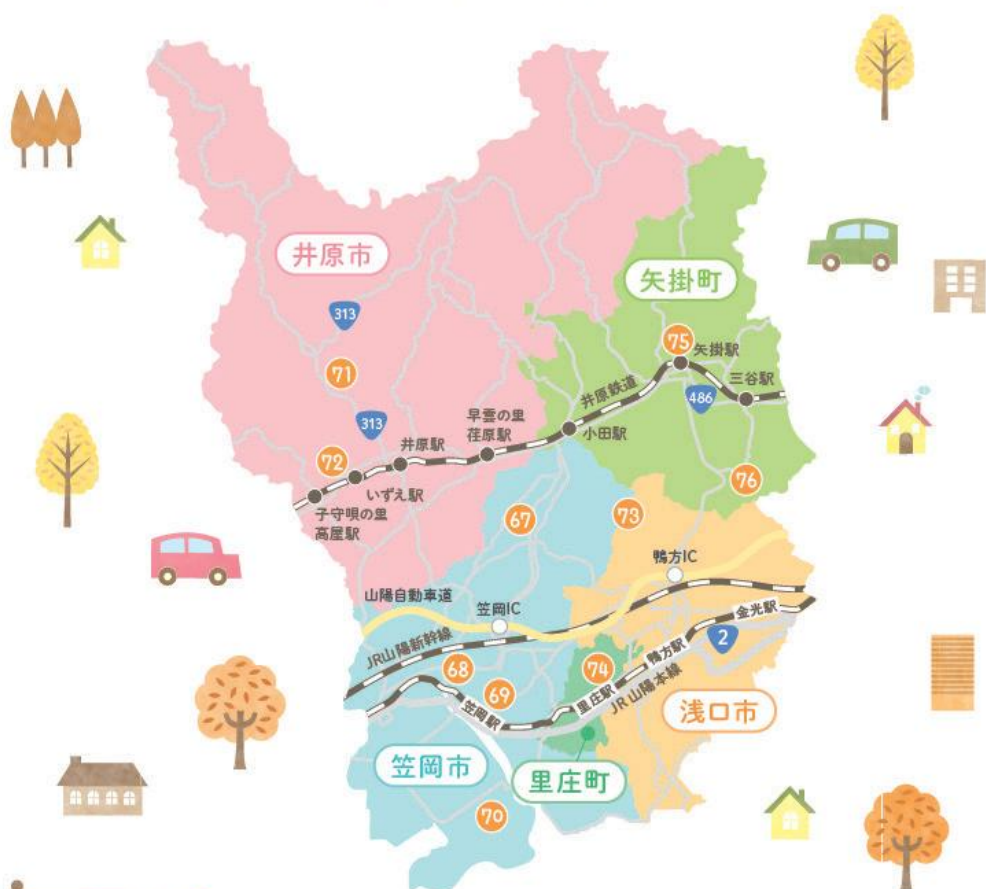 井原市
矢掛町
313
75
矢掛駅
71
三谷駅
井原鉄道
486
313
早雲の里
荏原駅
小田駅
井原駅
72
76
いずえ駅
子守唄の里
高屋駅
67
73
鴨方IC
山陽自動車道
笠岡IC
金光駅
JR山陽新幹線
2
鴨方駅
68
74
69
里庄駅
JR山陽本線
笠岡駅
浅口市
笠岡市
里庄町
70